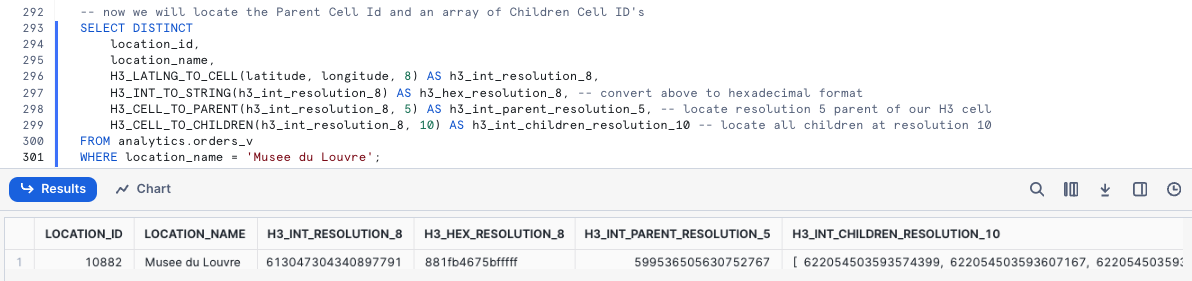 292 -- now we will locate the Parent Cell Id and an array of Children Cell ID's
293 SELECT DISTINCT
294 location_id,
295 location_name,
296 H3_LATLNG_TO_CELL(latitude, longitude, 8) AS h3_int_resolution_8,
297 H3_INT_TO_STRING(h3_int_resolution_8) AS h3_hex_resolution_8, -- convert above to hexadecimal format
298 H3_CELL_TO_PARENT(h3_int_resolution_8, 5) AS h3_int_parent_resolution_5, -- locate resolution 5 parent of our H3 cell
299 H3_CELL_TO_CHILDREN(h3_int_resolution_8, 10) AS h3_int_children_resolution_10 -- locate all children at resolution 10
300 FROM analytics.orders_v
301 WHERE location_name = 'Musee du Louvre';
Results Chart
LOCATION_ID LOCATION_NAME H3_INT_RESOLUTION_8 H3_HEX_RESOLUTION_8 H3_INT_PARENT_RESOLUTION_5 H3_INT_CHILDREN_RESOLUTION_10
1 10882 Musee du Louvre 613047304340897791 881fb4675bfffff 599536505630752767 [ 622054503593574399, 622054503593607167, 622054503593